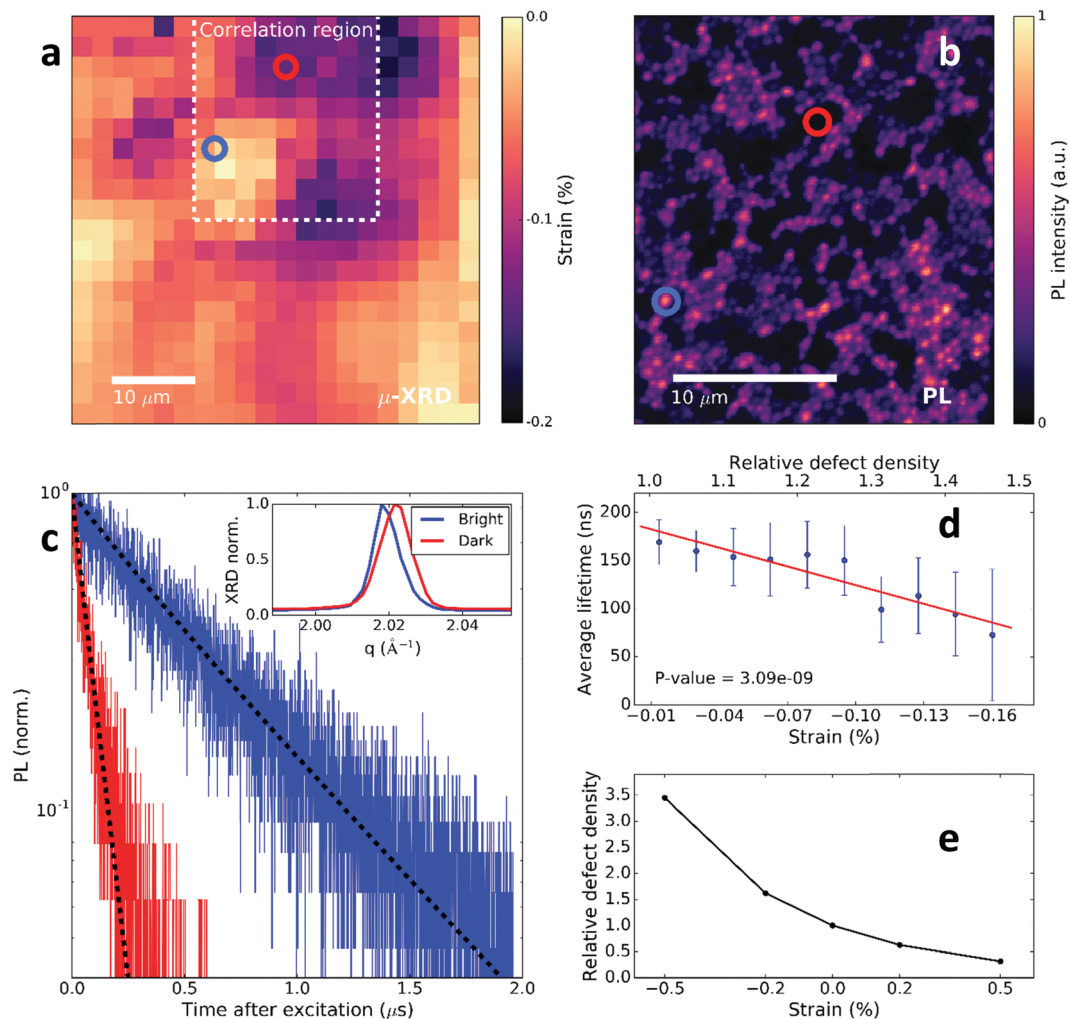 a
Correlation region
10 μm
μ-XRD
0.0
-0.1
-0.2
Strain (%)
b
10 μm
PL
1
0
PL intensity (a.u.)
c
10⁰
10⁻¹
PL (norm.)
0.0 0.5 1.0 1.5 2.0
Time after excitation (μs)
1.0
0.5
0.0
XRD norm.
2.00 2.02 2.04
q (Å⁻¹)
Bright
Dark
Relative defect density
1.0 1.1 1.2 1.3 1.4 1.5
d
200
150
100
50
0
Average lifetime (ns)
P-value = 3.09e-09
−0.01 −0.04 −0.07 −0.10 −0.13 −0.16
Strain (%)
e
3.5
3.0
2.5
2.0
1.5
1.0
0.5
0.0
Relative defect density
−0.5 −0.2 0.0 0.2 0.5
Strain (%)